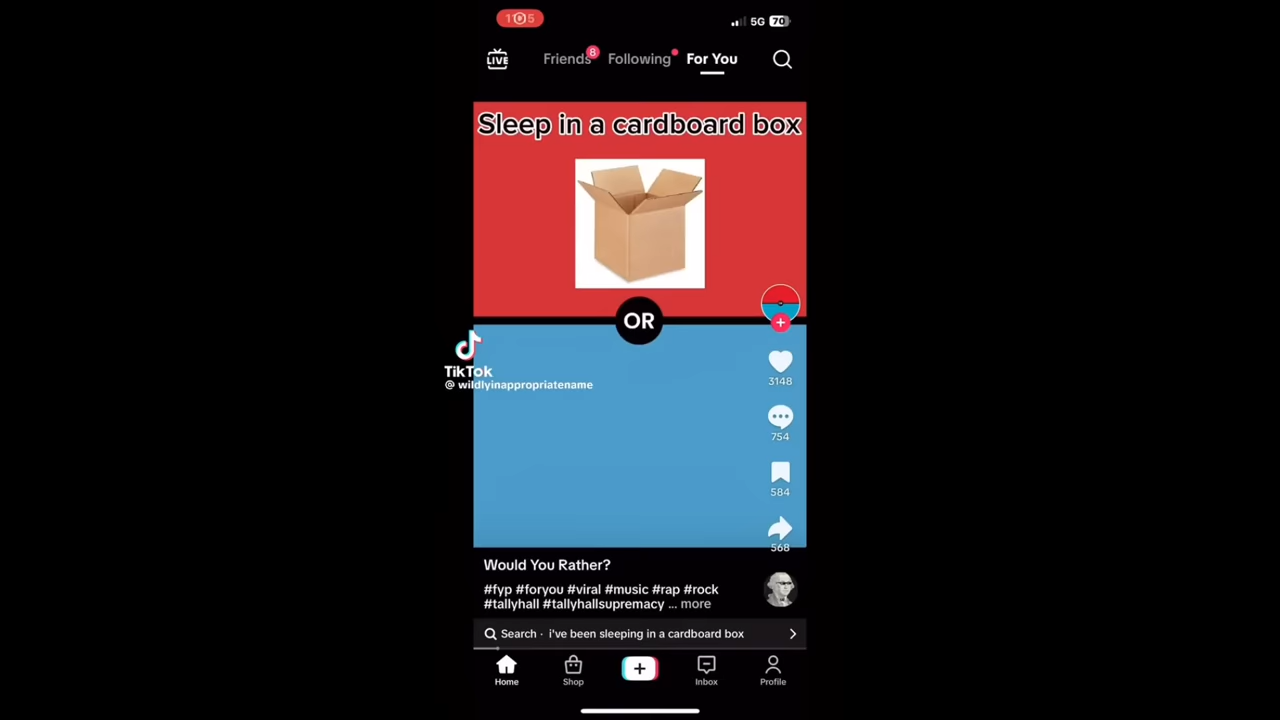 5G 70
LIVE Friends 8 Following For You
Sleep in a cardboard box
OR
TikTok
@ wildlyinappropriatename
3148
754
584
568
Would You Rather?
#fyp #foryou #viral #music #rap #rock
#tallyhall #tallyhallsupremacy ... more
Search · i've been sleeping in a cardboard box
Home Shop Inbox Profile